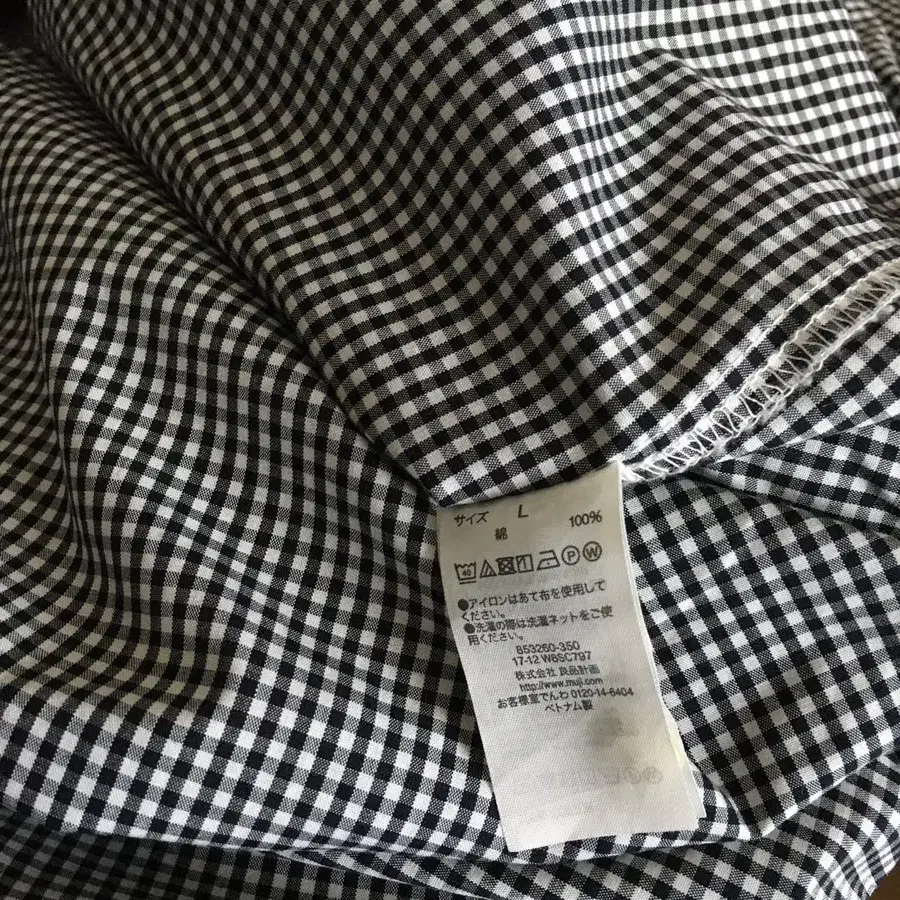 サイズ L
綿 100%
40 P W
●アイロンはあて布を使用して
ください。
●洗濯の際は洗濯ネットをご使
用ください。
853260-350
17-12 W6SC797
株式会社 良品計画
http://www.muji.com
お客様室でんわ 0120-14-6404
ベトナム製